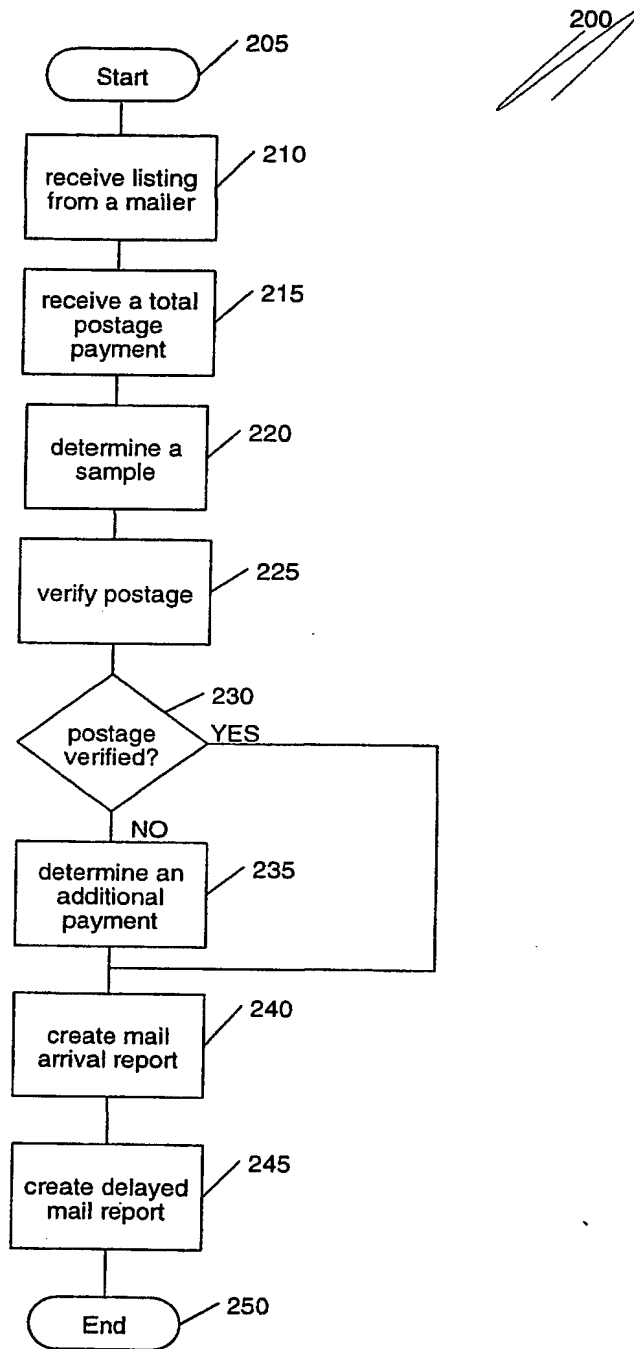 200
205
Start
210
receive listing
from a mailer
215
receive a total
postage
payment
220
determine a
sample
225
verify postage
230
postage
verified?
YES
NO
determine an
additional
payment
235
240
create mail
arrival report
245
create delayed
mail report
250
End